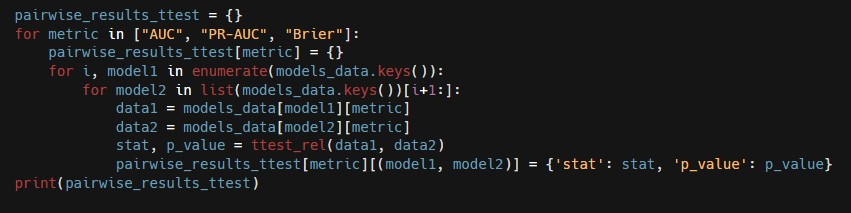 pairwise_results_ttest = {}
for metric in ["AUC", "PR-AUC", "Brier"]:
    pairwise_results_ttest[metric] = {}
    for i, model1 in enumerate(models_data.keys()):
        for model2 in list(models_data.keys())[i+1:]:
            data1 = models_data[model1][metric]
            data2 = models_data[model2][metric]
            stat, p_value = ttest_rel(data1, data2)
            pairwise_results_ttest[metric][(model1, model2)] = {'stat': stat, 'p_value': p_value}
print(pairwise_results_ttest)